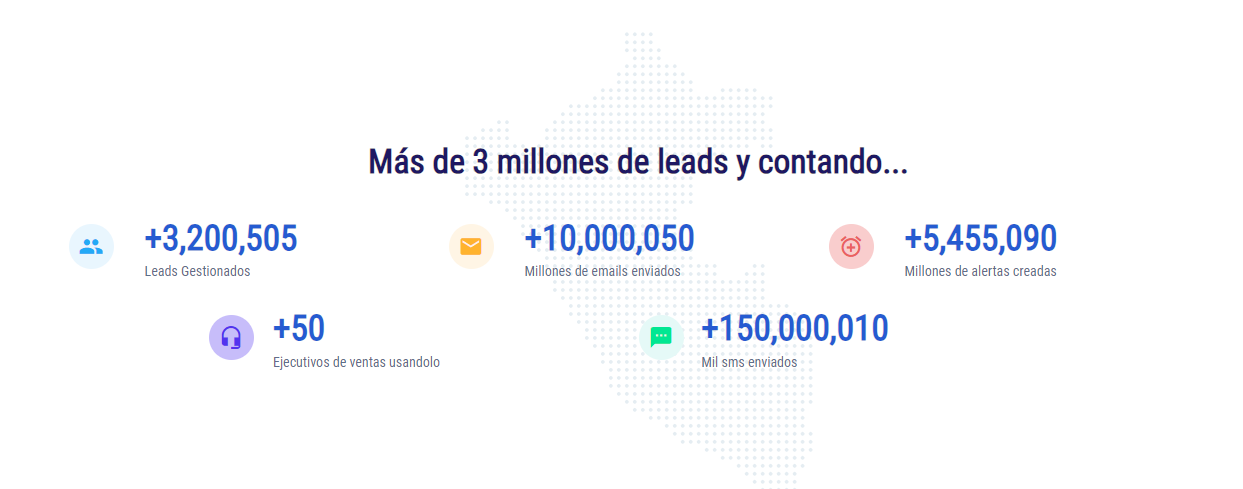 Más de 3 millones de leads y contando...
+3,200,505
Leads Gestionados
+10,000,050
Millones de emails enviados
+5,455,090
Millones de alertas creadas
+50
Ejecutivos de ventas usandolo
+150,000,010
Mil sms enviados